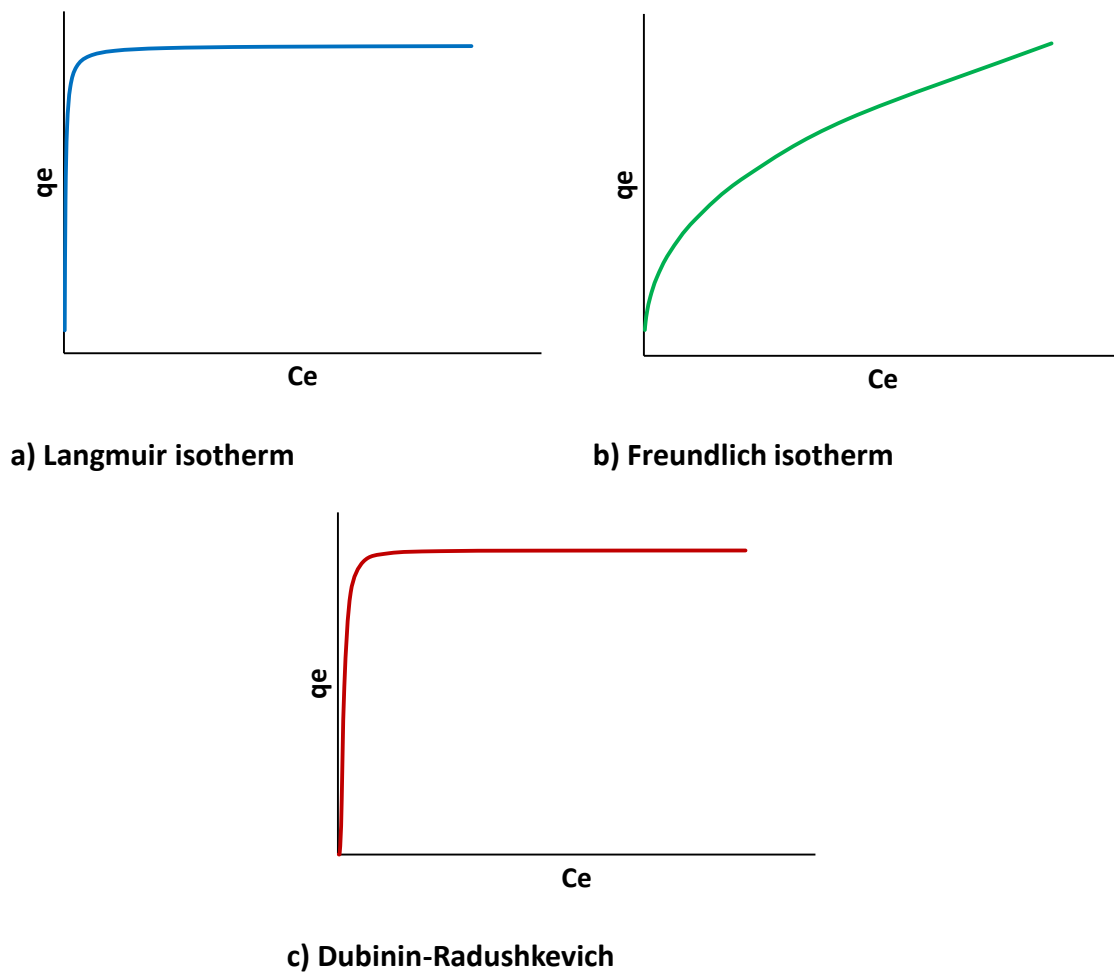 qe
Ce
a) Langmuir isotherm
qe
Ce
b) Freundlich isotherm
qe
Ce
c) Dubinin-Radushkevich